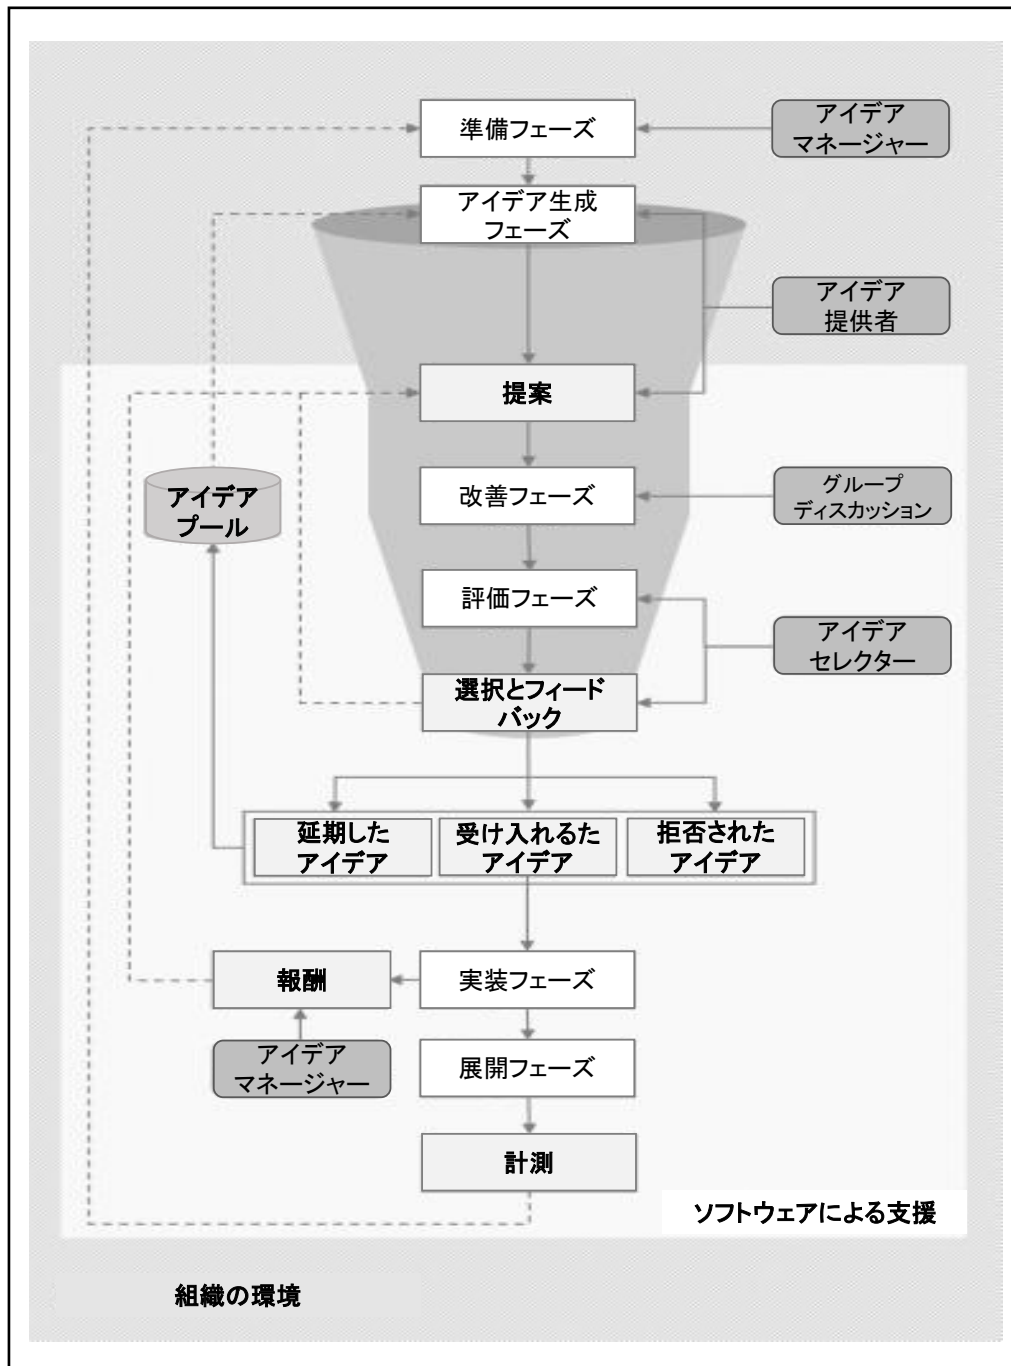 準備フェーズ
アイデア
マネージャー
アイデア生成
フェーズ
アイデア
提供者
提案
アイデア
プール
改善フェーズ
グループ
ディスカッション
評価フェーズ
アイデア
セレクター
選択とフィード
バック
延期した
アイデア
受け入れるた
アイデア
拒否された
アイデア
報酬
実装フェーズ
アイデア
マネージャー
展開フェーズ
計測
ソフトウェアによる支援
組織の環境